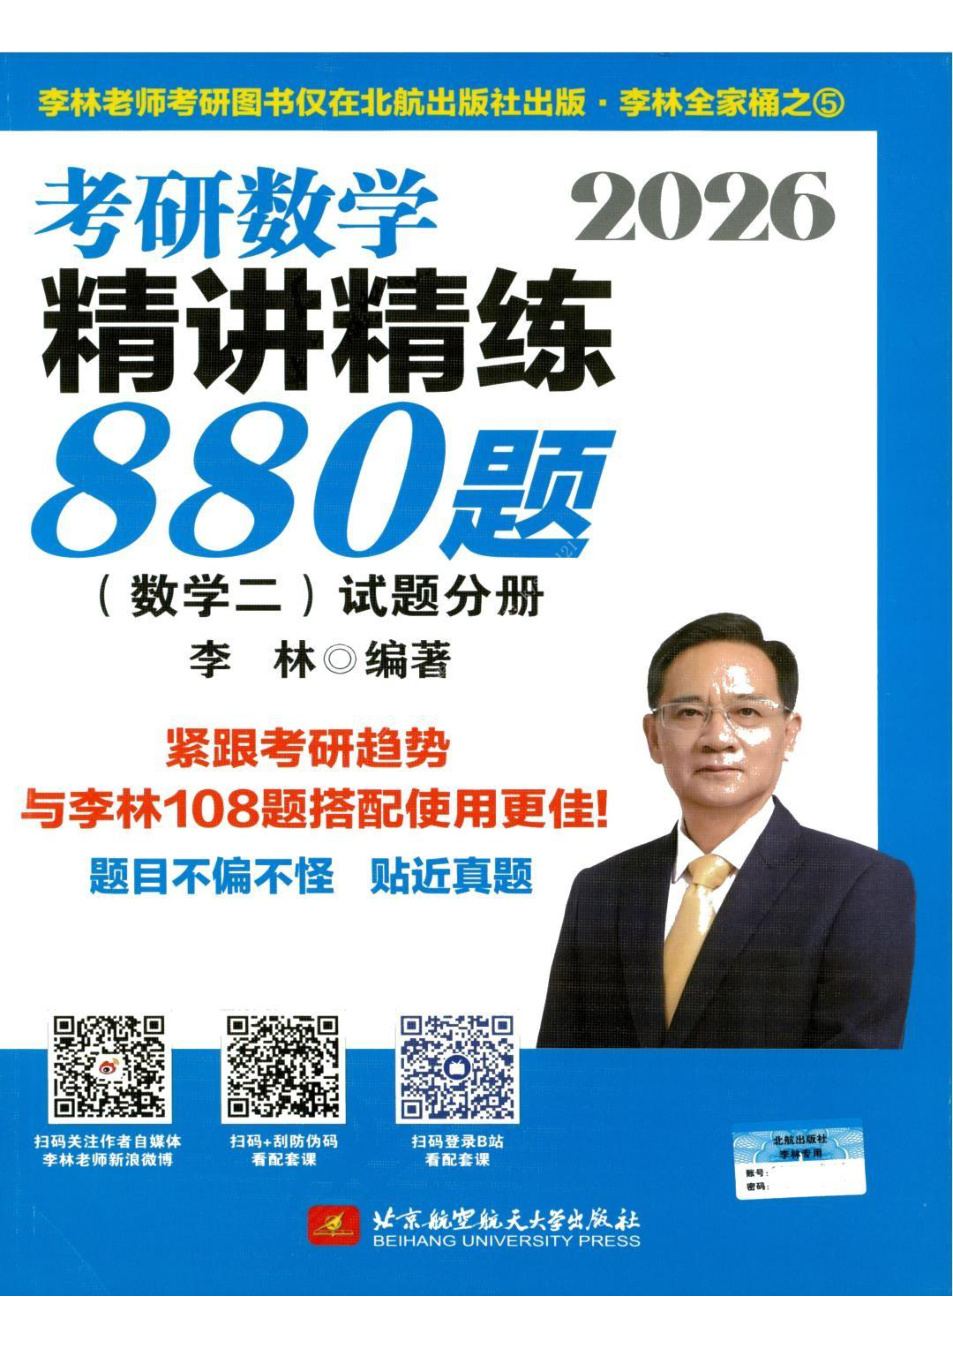 李林老师考研图书仅在北航出版社出版·李林全家桶之⑤
考研数学 2026
精讲精练
880题
（数学二）试题分册
李 林◎编著
紧跟考研趋势
与李林108题搭配使用更佳!
题目不偏不怪 贴近真题
扫码关注作者自媒体
李林老师新浪微博
扫码+刮防伪码
看配套课
扫码登录B站
看配套课
北航出版社
李林专用
账号:
密码:
北京航空航天大学出版社
BEIHANG UNIVERSITY PRESS